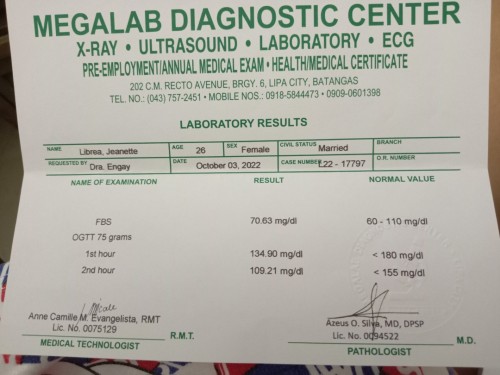 MEGALAB DIAGNOSTIC CENTER
X-RAY • ULTRASOUND • LABORATORY • ECG
PRE-EMPLOYMENT/ANNUAL MEDICAL EXAM • HEALTH/MEDICAL CERTIFICATE
202 C.M. RECTO AVENUE, BRGY. 6, LIPA CITY, BATANGAS
TEL. NO.: (043) 757-2451 • MOBILE NOS.: 0918-5844473 • 0909-0601398
LABORATORY RESULTS
NAME Librea, Jeanette AGE 26 SEX Female CIVIL STATUS Married BRANCH
REQUESTED BY Dra. Engay DATE October 03, 2022 CASE NUMBER L22 - 17797 O.R. NUMBER
NAME OF EXAMINATION RESULT NORMAL VALUE
FBS 70.63 mg/dl 60 - 110 mg/dl
OGTT 75 grams
1st hour 134.90 mg/dl < 180 mg/dl
2nd hour 109.21 mg/dl < 155 mg/dl
Anne Camille M. Evangelista, RMT Azeus O. Silva, MD, DPSP
Lic. No. 0075129 Lic. No. 0094522
R.M.T. M.D.
MEDICAL TECHNOLOGIST PATHOLOGIST